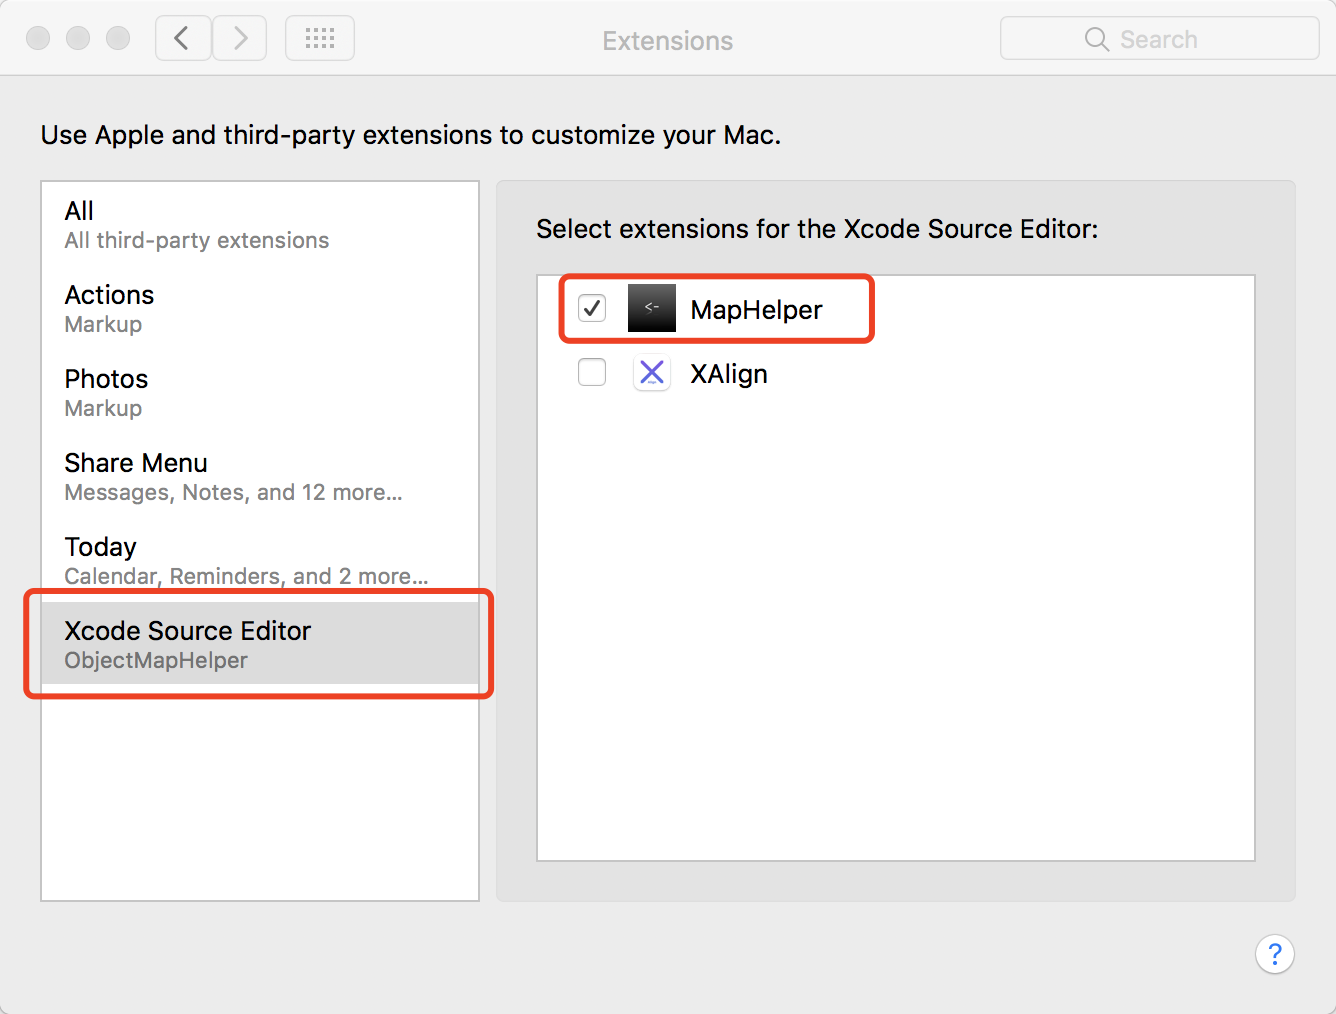 Extensions
Search
Use Apple and third-party extensions to customize your Mac.
All
All third-party extensions
Actions
Markup
Photos
Markup
Share Menu
Messages, Notes, and 12 more...
Today
Calendar, Reminders, and 2 more...
Xcode Source Editor
ObjectMapHelper
Select extensions for the Xcode Source Editor:
<- MapHelper
XAlign
?